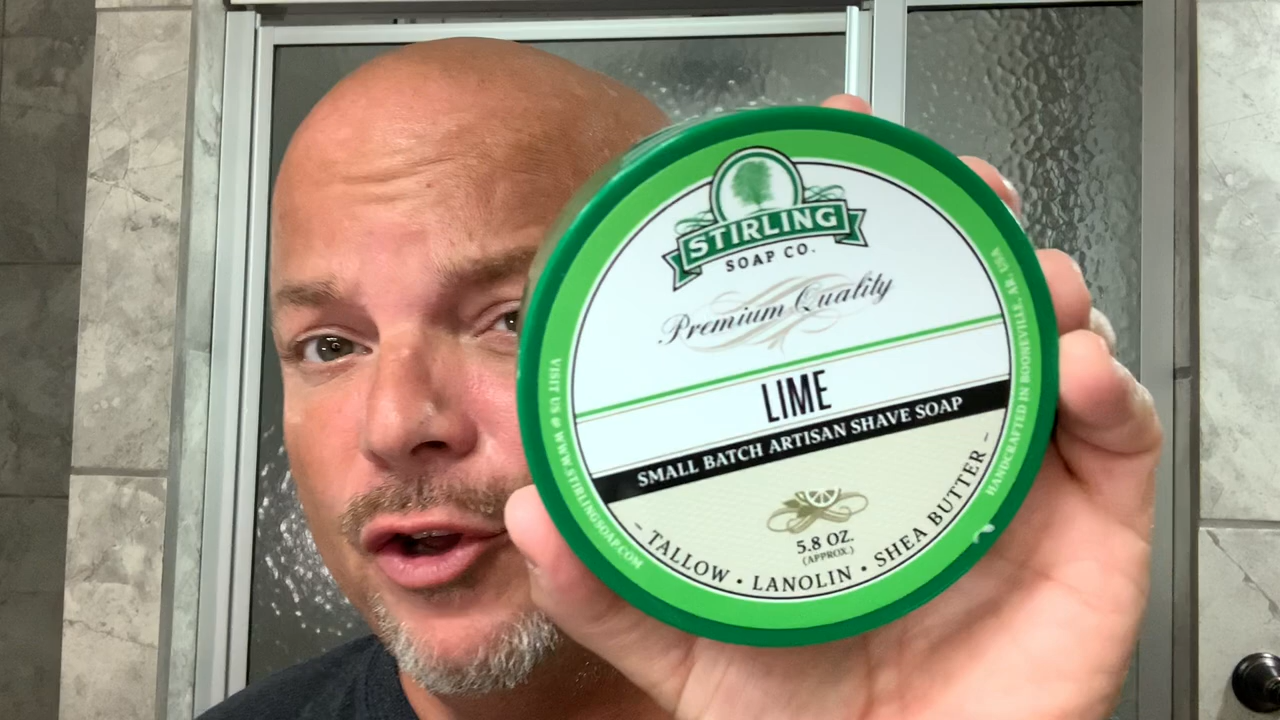 STIRLING
SOAP CO.
Premium Quality
LIME
SMALL BATCH ARTISAN SHAVE SOAP
5.8 OZ.
(APPROX.)
- TALLOW • LANOLIN • SHEA BUTTER -
VISIT US @ WWW.STIRLINGSOAP.COM
HANDCRAFTED IN BOONEVILLE, AR, USA